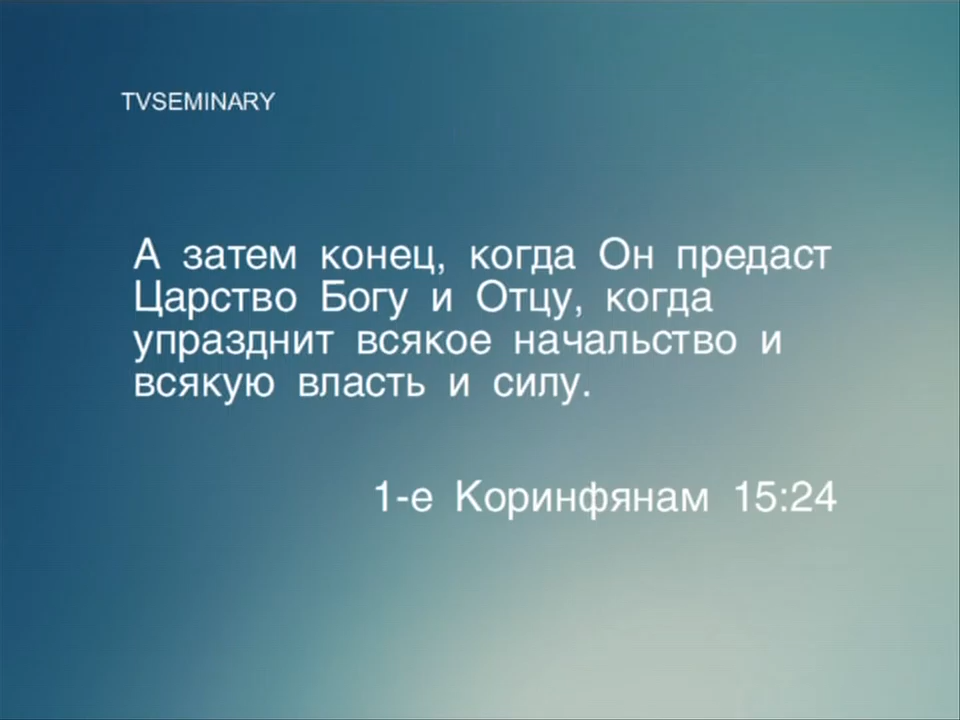 TVSEMINARY
А затем конец, когда Он предаст
Царство Богу и Отцу, когда
упразднит всякое начальство и
всякую власть и силу.
1-е Коринфянам 15:24